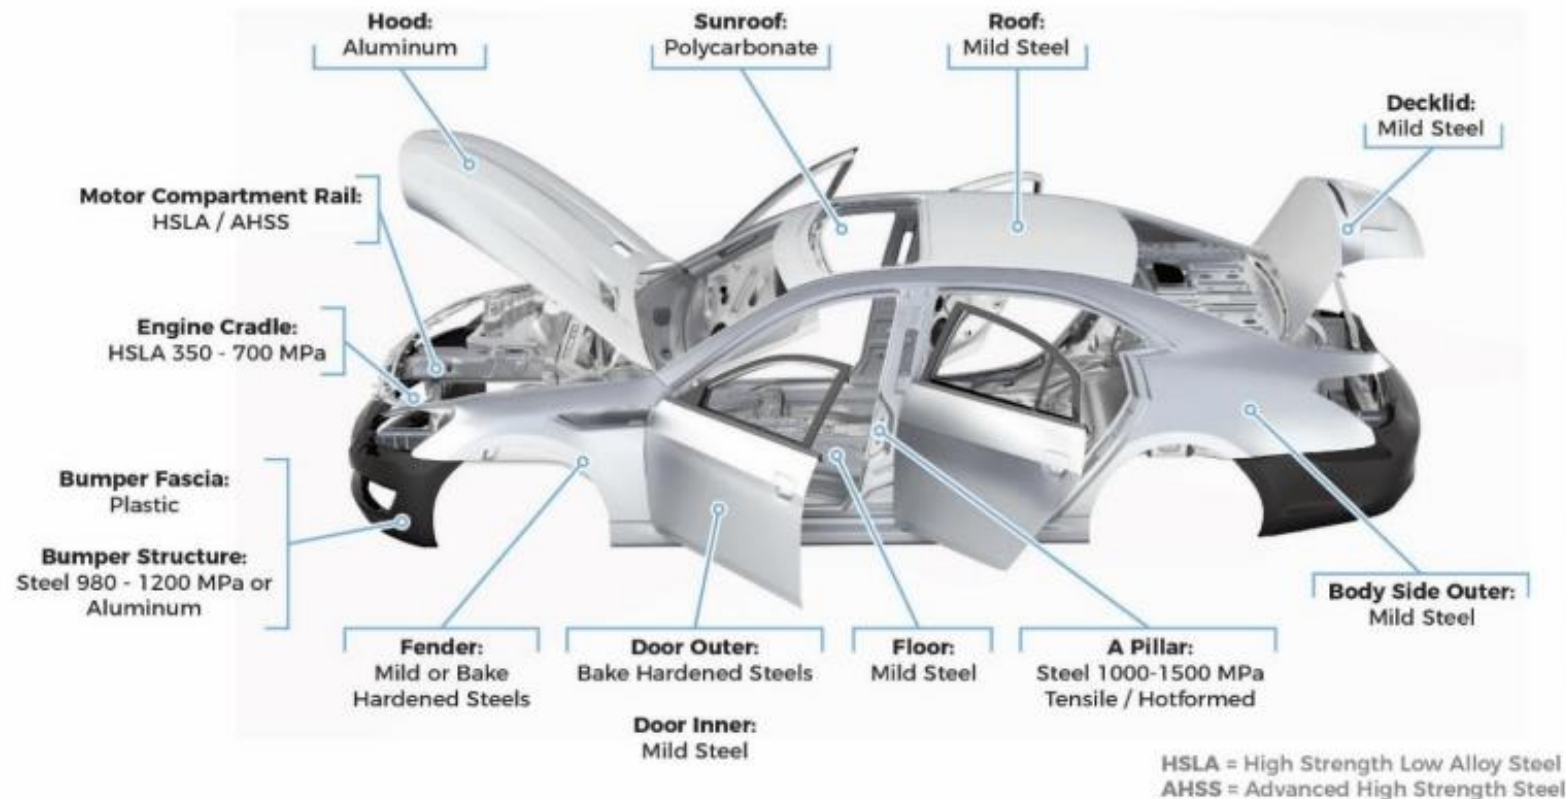 Hood:
Aluminum
Sunroof:
Polycarbonate
Roof:
Mild Steel
Decklid:
Mild Steel
Motor Compartment Rail:
HSLA / AHSS
Engine Cradle:
HSLA 350 - 700 MPa
Bumper Fascia:
Plastic
Bumper Structure:
Steel 980 - 1200 MPa or
Aluminum
Fender:
Mild or Bake
Hardened Steels
Door Outer:
Bake Hardened Steels
Door Inner:
Mild Steel
Floor:
Mild Steel
A Pillar:
Steel 1000-1500 MPa
Tensile / Hotformed
Body Side Outer:
Mild Steel
HSLA = High Strength Low Alloy Steel
AHSS = Advanced High Strength Steel